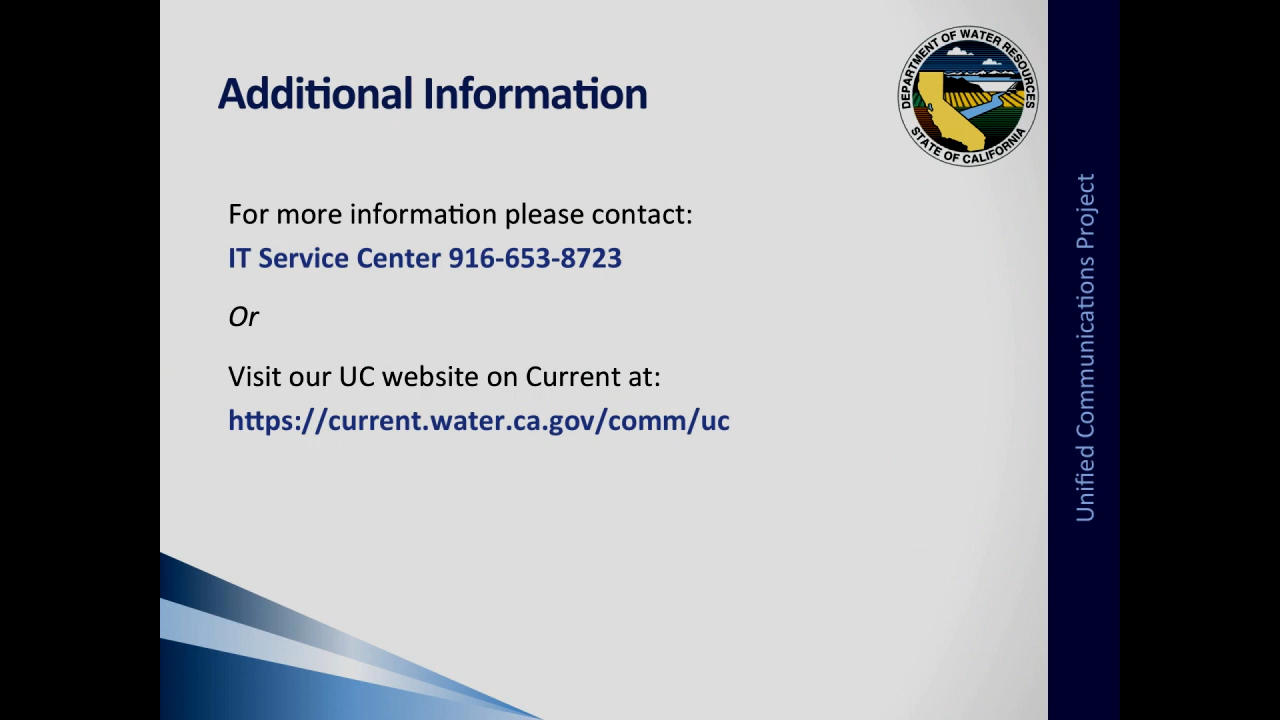 Additional Information
DEPARTMENT OF WATER RESOURCES
STATE OF CALIFORNIA
For more information please contact:
IT Service Center 916-653-8723
Or
Visit our UC website on Current at:
https://current.water.ca.gov/comm/uc
Unified Communications Project